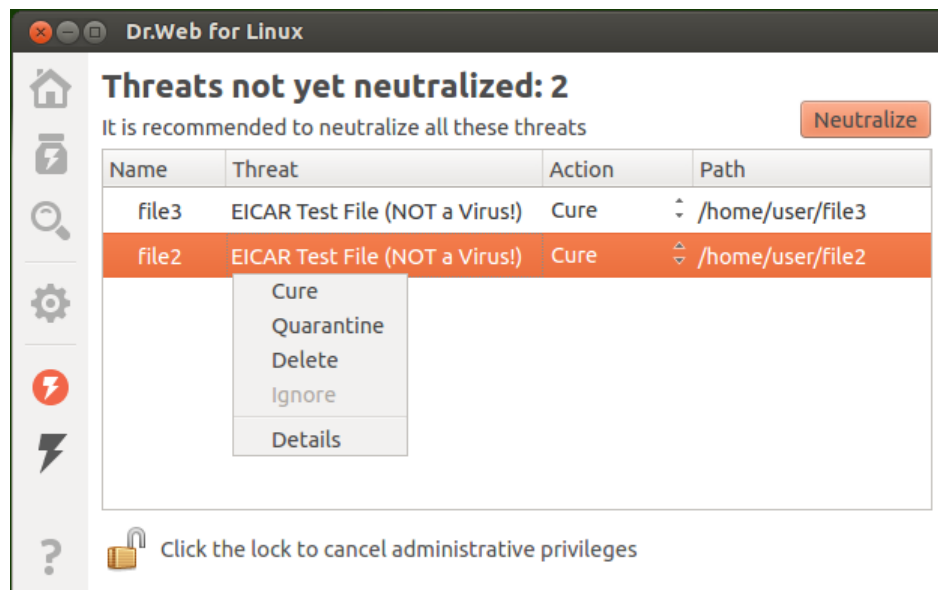 Dr.Web for Linux
Threats not yet neutralized: 2
It is recommended to neutralize all these threats
Neutralize
Name Threat Action Path
file3 EICAR Test File (NOT a Virus!) Cure /home/user/file3
file2 EICAR Test File (NOT a Virus!) Cure /home/user/file2
Cure
Quarantine
Delete
Ignore
Details
?
Click the lock to cancel administrative privileges